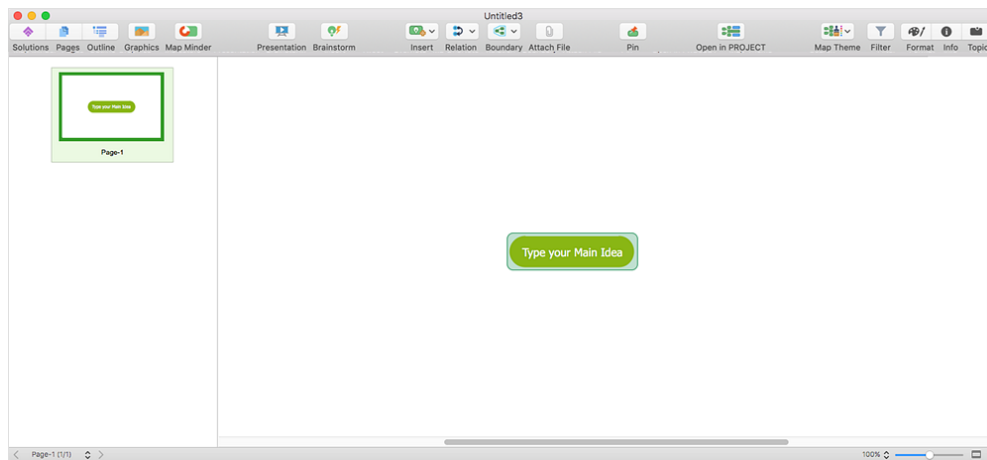 Untitled3
Solutions Pages Outline Graphics Map Minder Presentation Brainstorm Insert Relation Boundary Attach File Pin Open in PROJECT Map Theme Filter Format Info Topic
Type your Main Idea
Page-1
Type your Main Idea
Page-1 (1/1) 100%